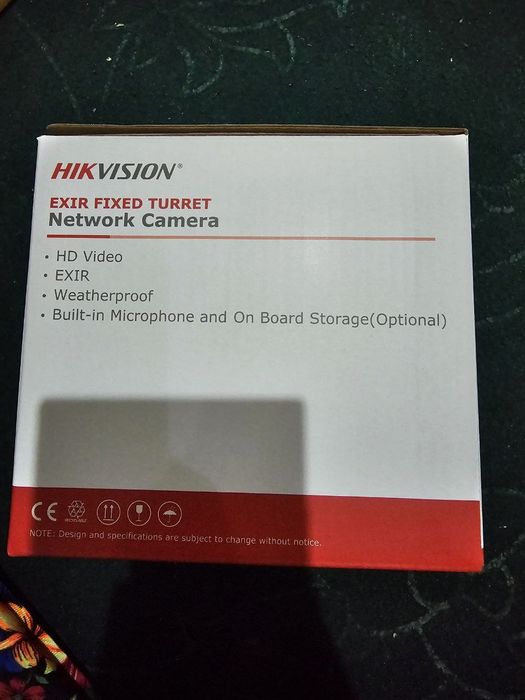 HIKVISION®
EXIR FIXED TURRET
Network Camera
• HD Video
• EXIR
• Weatherproof
• Built-in Microphone and On Board Storage(Optional)
CE
RECYCLABLE
NOTE: Design and specifications are subject to change without notice.